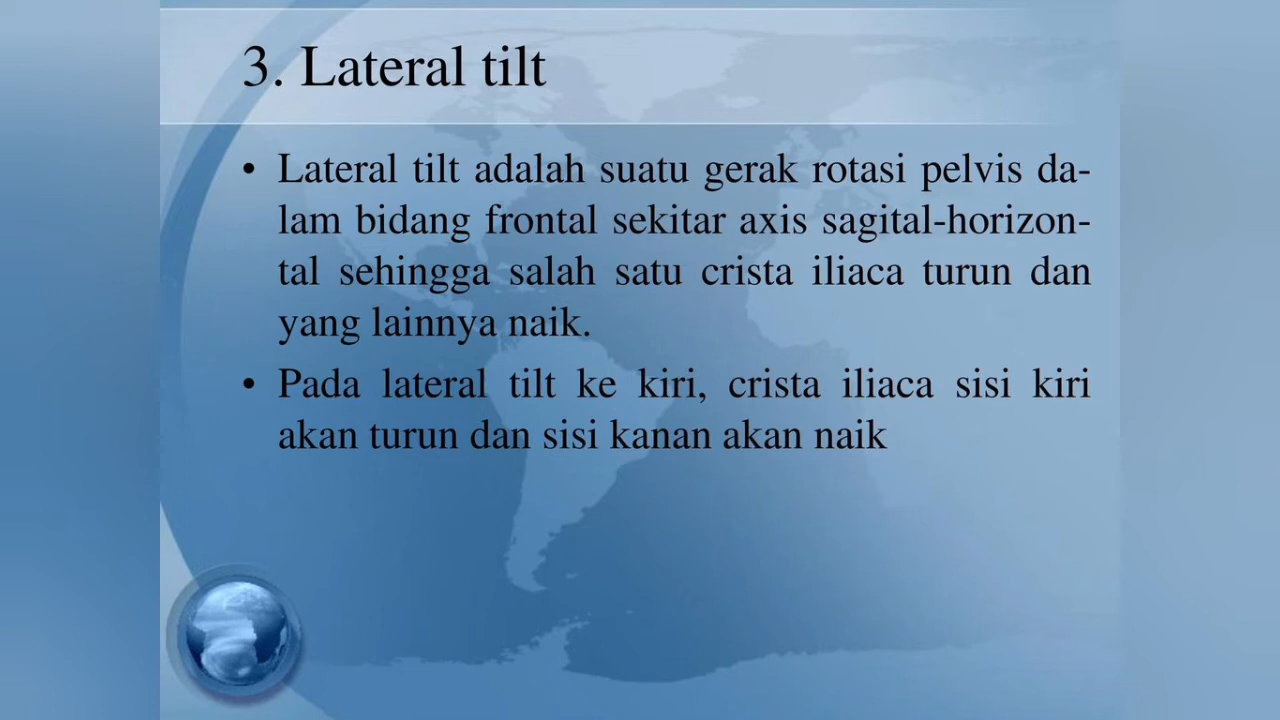 3. Lateral tilt
• Lateral tilt adalah suatu gerak rotasi pelvis da-
lam bidang frontal sekitar axis sagital-horizon-
tal sehingga salah satu crista iliaca turun dan
yang lainnya naik.
• Pada lateral tilt ke kiri, crista iliaca sisi kiri
akan turun dan sisi kanan akan naik